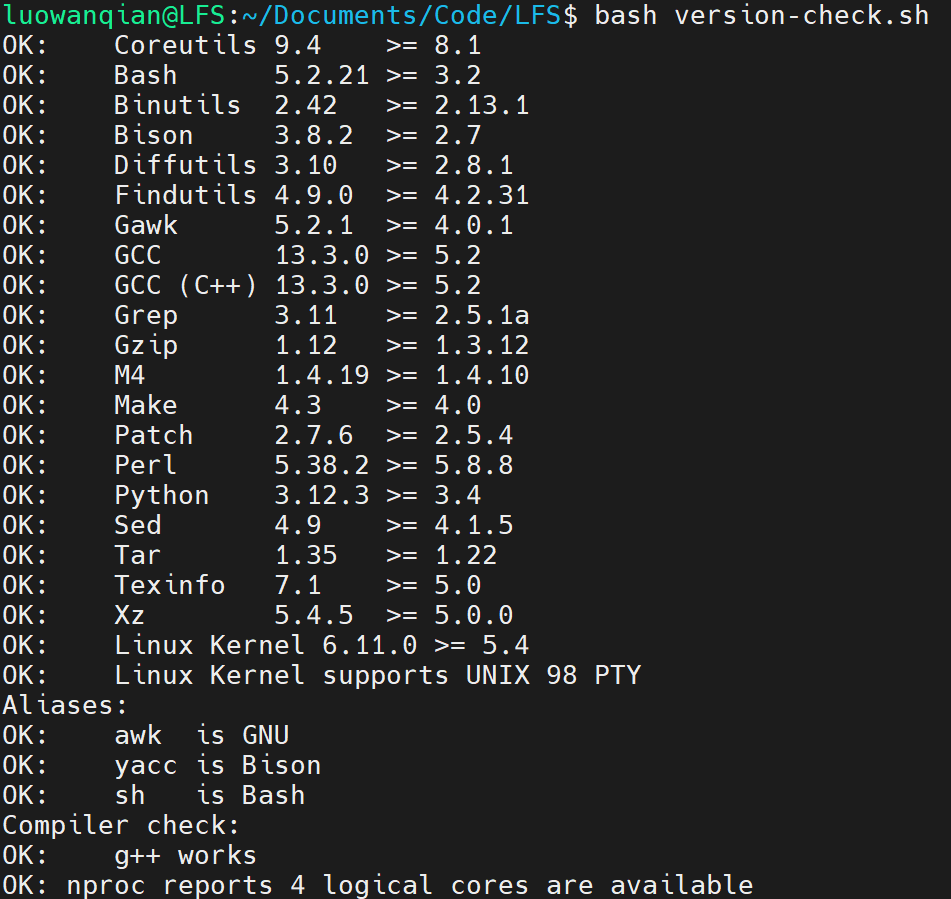 luowanqian@LFS:~/Documents/Code/LFS$ bash version-check.sh
OK:    Coreutils 9.4    >= 8.1
OK:    Bash      5.2.21 >= 3.2
OK:    Binutils  2.42   >= 2.13.1
OK:    Bison     3.8.2  >= 2.7
OK:    Diffutils 3.10   >= 2.8.1
OK:    Findutils 4.9.0  >= 4.2.31
OK:    Gawk      5.2.1  >= 4.0.1
OK:    GCC       13.3.0 >= 5.2
OK:    GCC (C++) 13.3.0 >= 5.2
OK:    Grep      3.11   >= 2.5.1a
OK:    Gzip      1.12   >= 1.3.12
OK:    M4        1.4.19 >= 1.4.10
OK:    Make      4.3    >= 4.0
OK:    Patch     2.7.6  >= 2.5.4
OK:    Perl      5.38.2 >= 5.8.8
OK:    Python    3.12.3 >= 3.4
OK:    Sed       4.9    >= 4.1.5
OK:    Tar       1.35   >= 1.22
OK:    Texinfo   7.1    >= 5.0
OK:    Xz        5.4.5  >= 5.0.0
OK:    Linux Kernel 6.11.0 >= 5.4
OK:    Linux Kernel supports UNIX 98 PTY
Aliases:
OK:    awk  is GNU
OK:    yacc is Bison
OK:    sh   is Bash
Compiler check:
OK:    g++ works
OK: nproc reports 4 logical cores are available